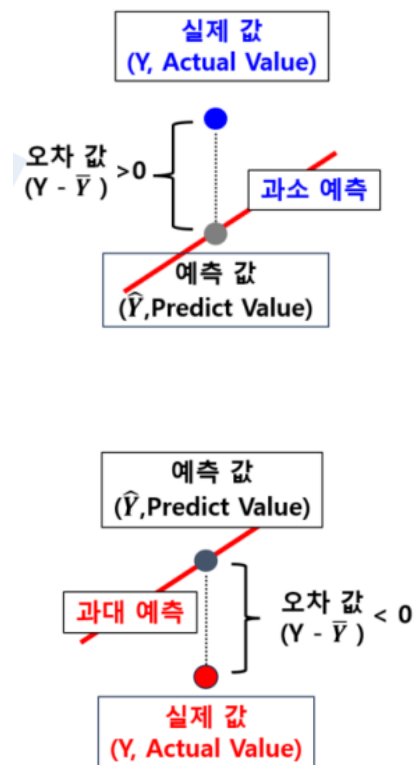 실제 값
(Y, Actual Value)
오차 값
(Y - Y̅ ) >0
과소 예측
예측 값
(Ŷ,Predict Value)
예측 값
(Ŷ,Predict Value)
과대 예측
오차 값
(Y - Y̅ ) < 0
실제 값
(Y, Actual Value)